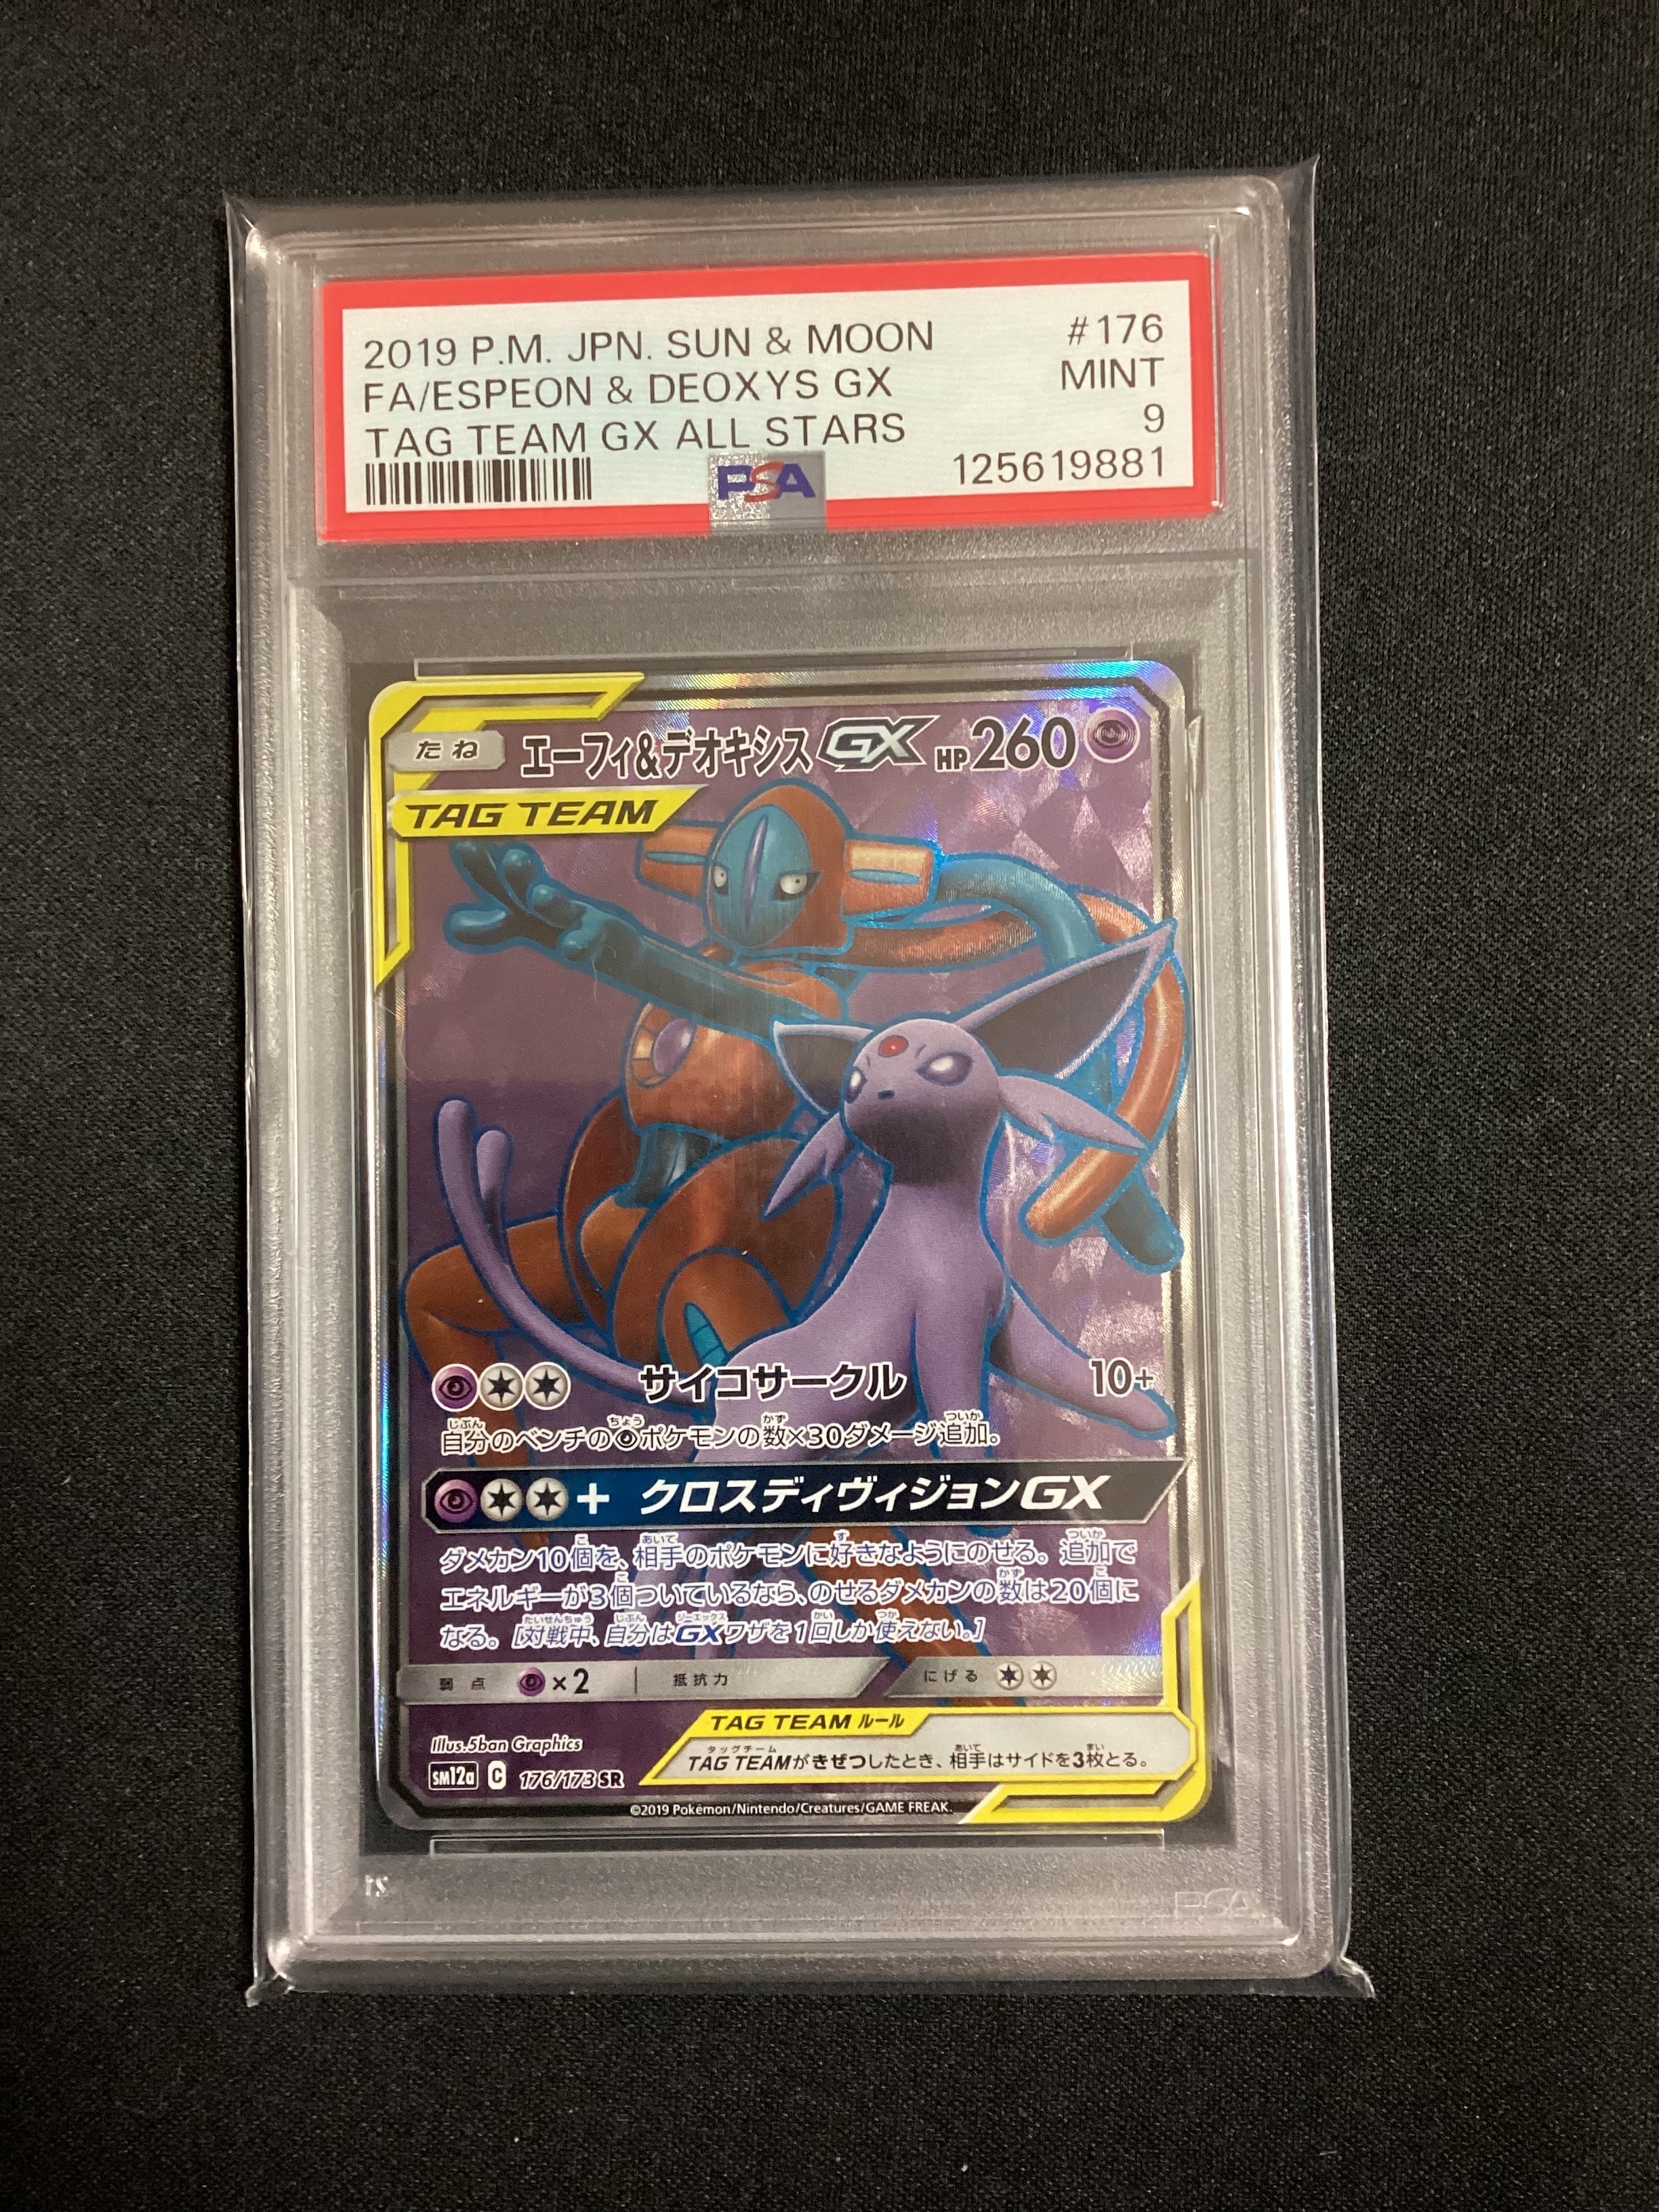 2019 P.M. JPN. SUN & MOON #176
FA/ESPEON & DEOXYS GX MINT
TAG TEAM GX ALL STARS 9
PSA 125619881
たね エーフィ&デオキシスGX HP260
TAG TEAM
サイコサークル 10+
自分のベンチのポケモンの数×30ダメージ追加。
+ クロスディヴィジョンGX
ダメカン10個を、相手のポケモンに好きなようにのせる。追加で
エネルギーが3個ついているなら、のせるダメカンの数は20個に
なる。[対戦中、自分はGXワザを1回しか使えない。]
弱点 ×2 抵抗力 にげる
TAG TEAM ルール
TAG TEAMがきぜつしたとき、相手はサイドを3枚とる。
Illus.5ban Graphics
SM12a C 176/173 SR
©2019 Pokémon/Nintendo/Creatures/GAME FREAK.
PSA